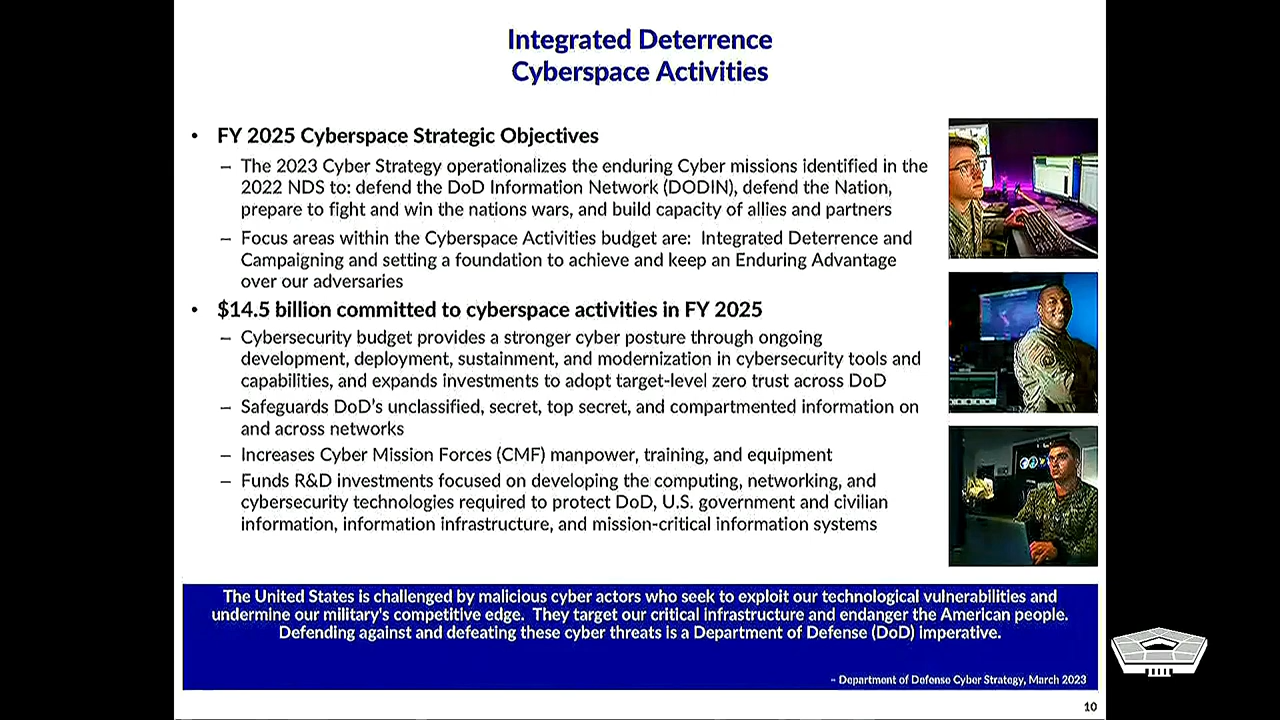 Integrated Deterrence
Cyberspace Activities
• FY 2025 Cyberspace Strategic Objectives
– The 2023 Cyber Strategy operationalizes the enduring Cyber missions identified in the
2022 NDS to: defend the DoD Information Network (DODIN), defend the Nation,
prepare to fight and win the nations wars, and build capacity of allies and partners
– Focus areas within the Cyberspace Activities budget are: Integrated Deterrence and
Campaigning and setting a foundation to achieve and keep an Enduring Advantage
over our adversaries
• $14.5 billion committed to cyberspace activities in FY 2025
– Cybersecurity budget provides a stronger cyber posture through ongoing
development, deployment, sustainment, and modernization in cybersecurity tools and
capabilities, and expands investments to adopt target-level zero trust across DoD
– Safeguards DoD's unclassified, secret, top secret, and compartmented information on
and across networks
– Increases Cyber Mission Forces (CMF) manpower, training, and equipment
– Funds R&D investments focused on developing the computing, networking, and
cybersecurity technologies required to protect DoD, U.S. government and civilian
information, information infrastructure, and mission-critical information systems
The United States is challenged by malicious cyber actors who seek to exploit our technological vulnerabilities and
undermine our military's competitive edge. They target our critical infrastructure and endanger the American people.
Defending against and defeating these cyber threats is a Department of Defense (DoD) imperative.
– Department of Defense Cyber Strategy, March 2023
10